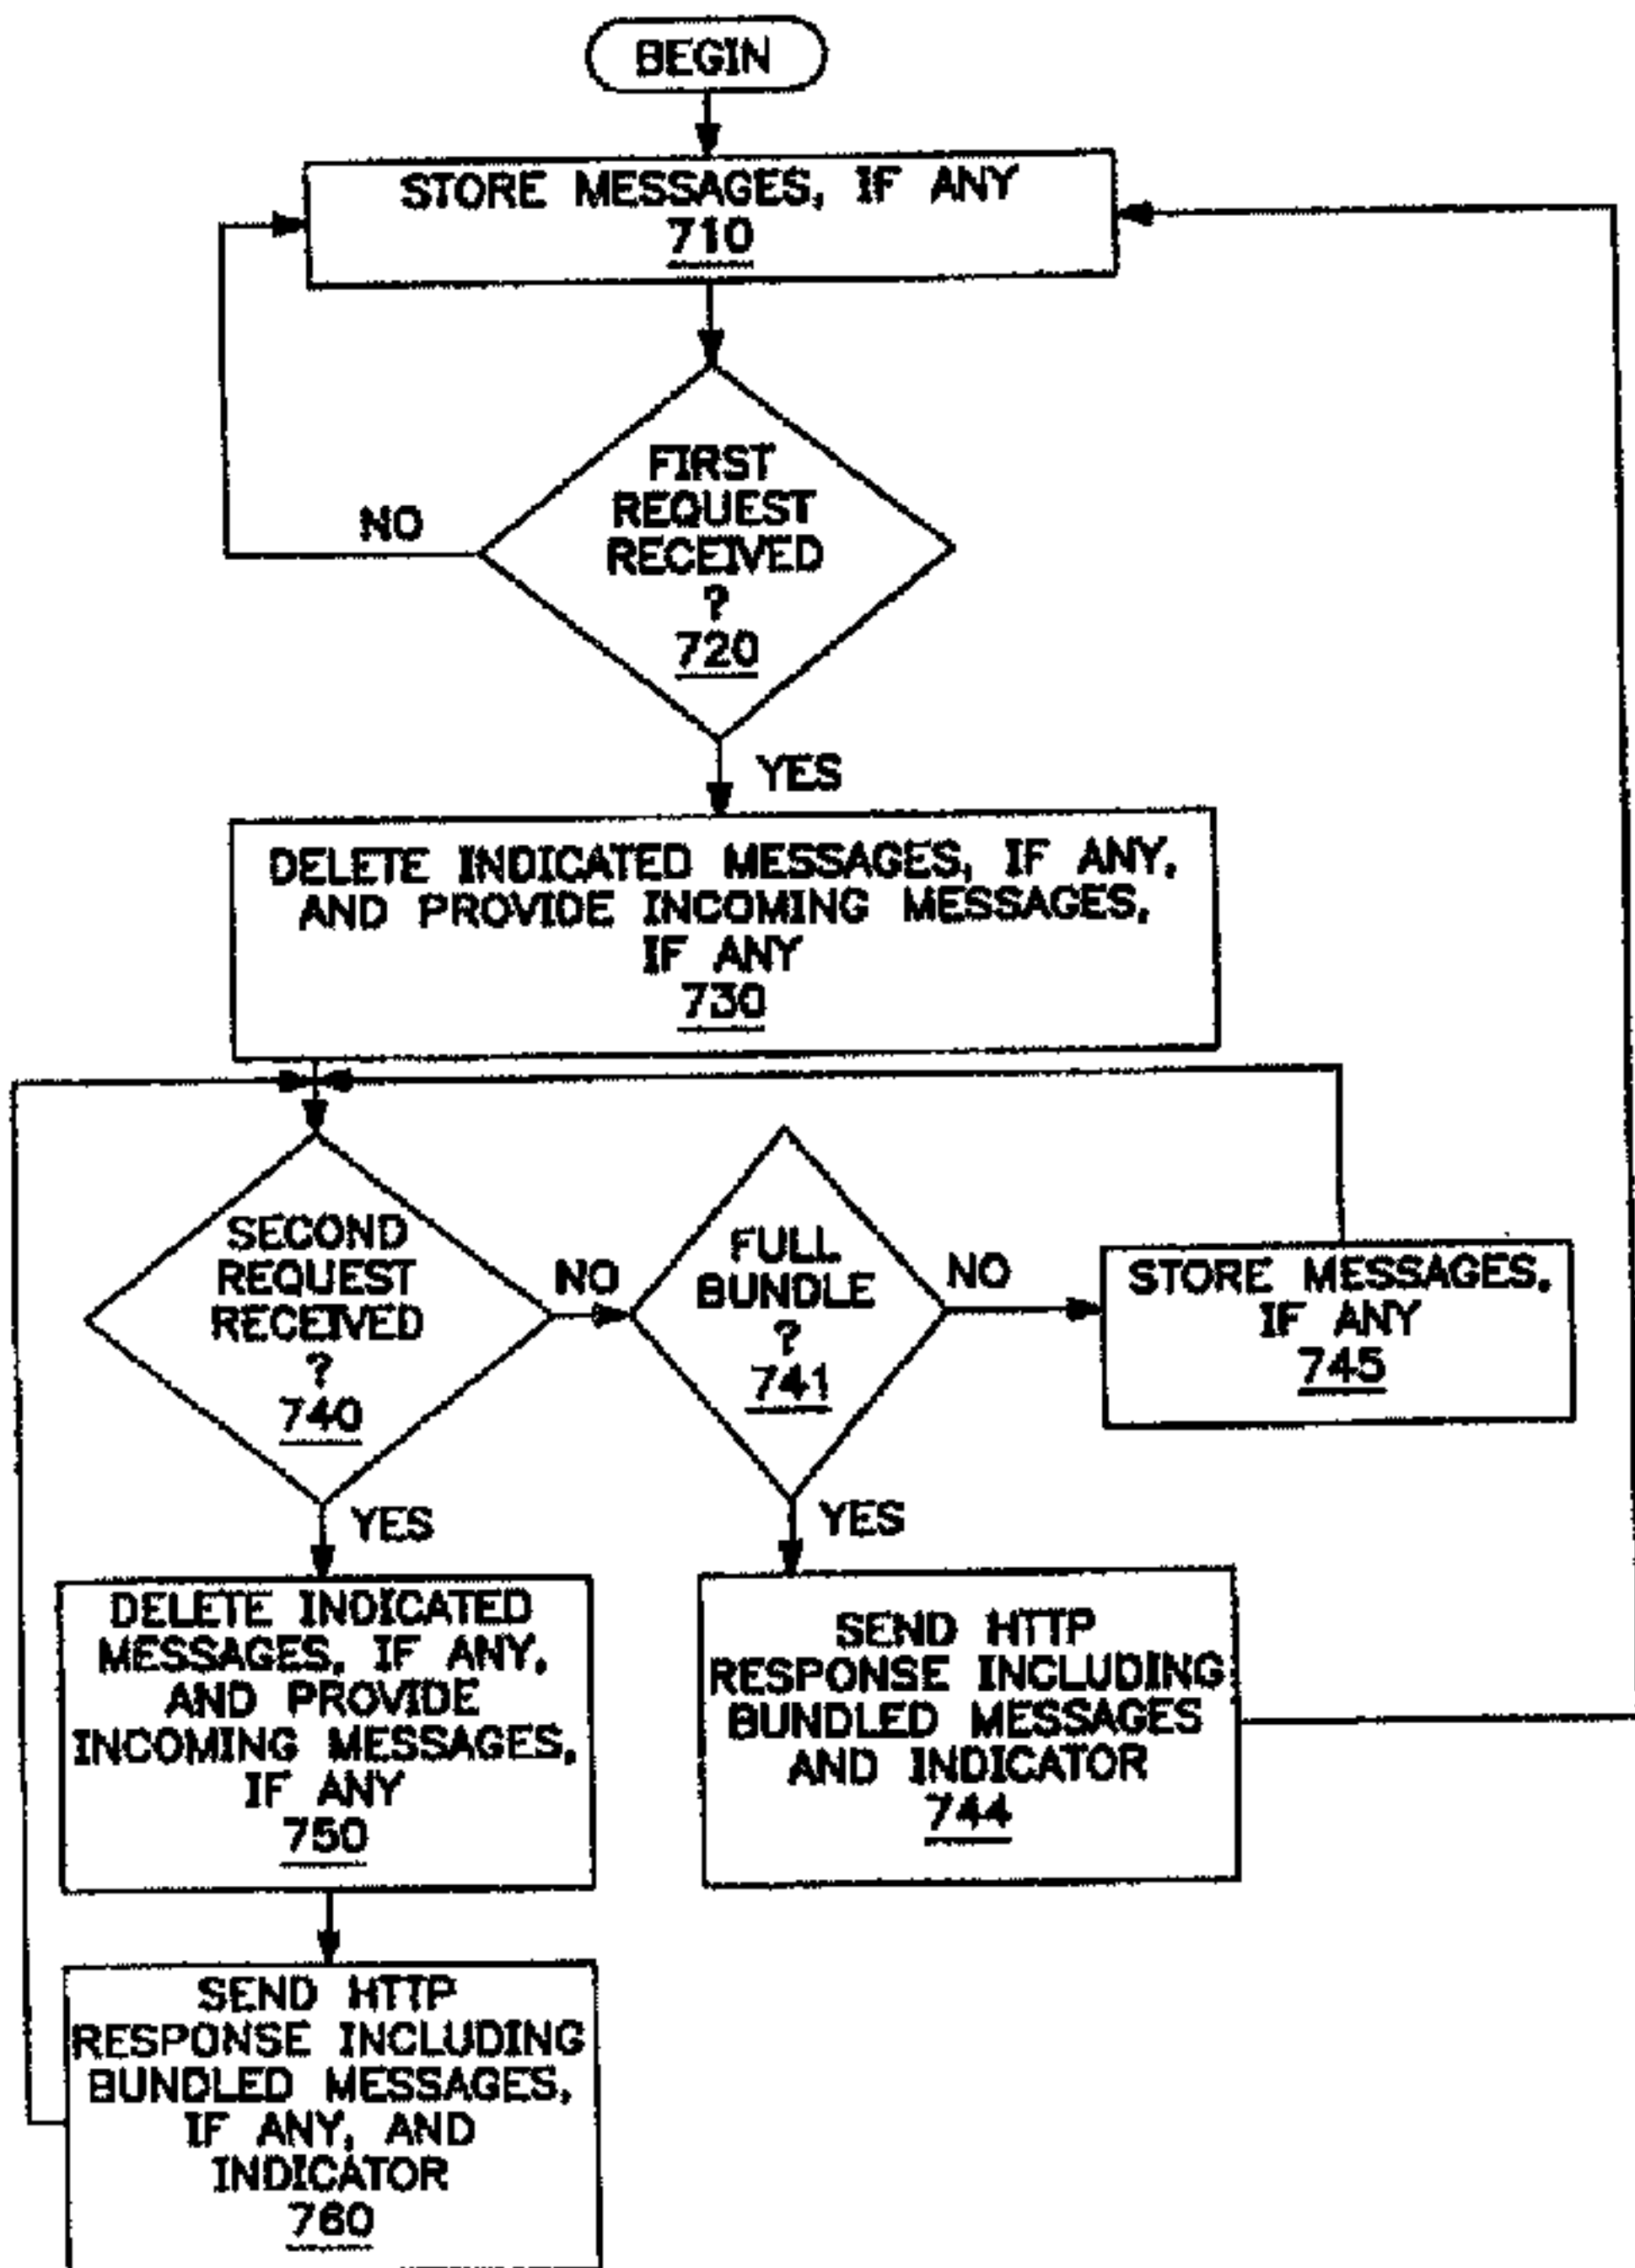 BEGIN
STORE MESSAGES, IF ANY
710
FIRST
REQUEST
RECEIVED
?
720
NO
YES
DELETE INDICATED MESSAGES, IF ANY,
AND PROVIDE INCOMING MESSAGES,
IF ANY
730
SECOND
REQUEST
RECEIVED
?
740
NO
FULL
BUNDLE
?
741
NO
STORE MESSAGES,
IF ANY
745
YES
YES
DELETE INDICATED
MESSAGES, IF ANY,
AND PROVIDE
INCOMING MESSAGES,
IF ANY
750
SEND HTTP
RESPONSE INCLUDING
BUNDLED MESSAGES
AND INDICATOR
744
SEND HTTP
RESPONSE INCLUDING
BUNDLED MESSAGES,
IF ANY, AND
INDICATOR
760